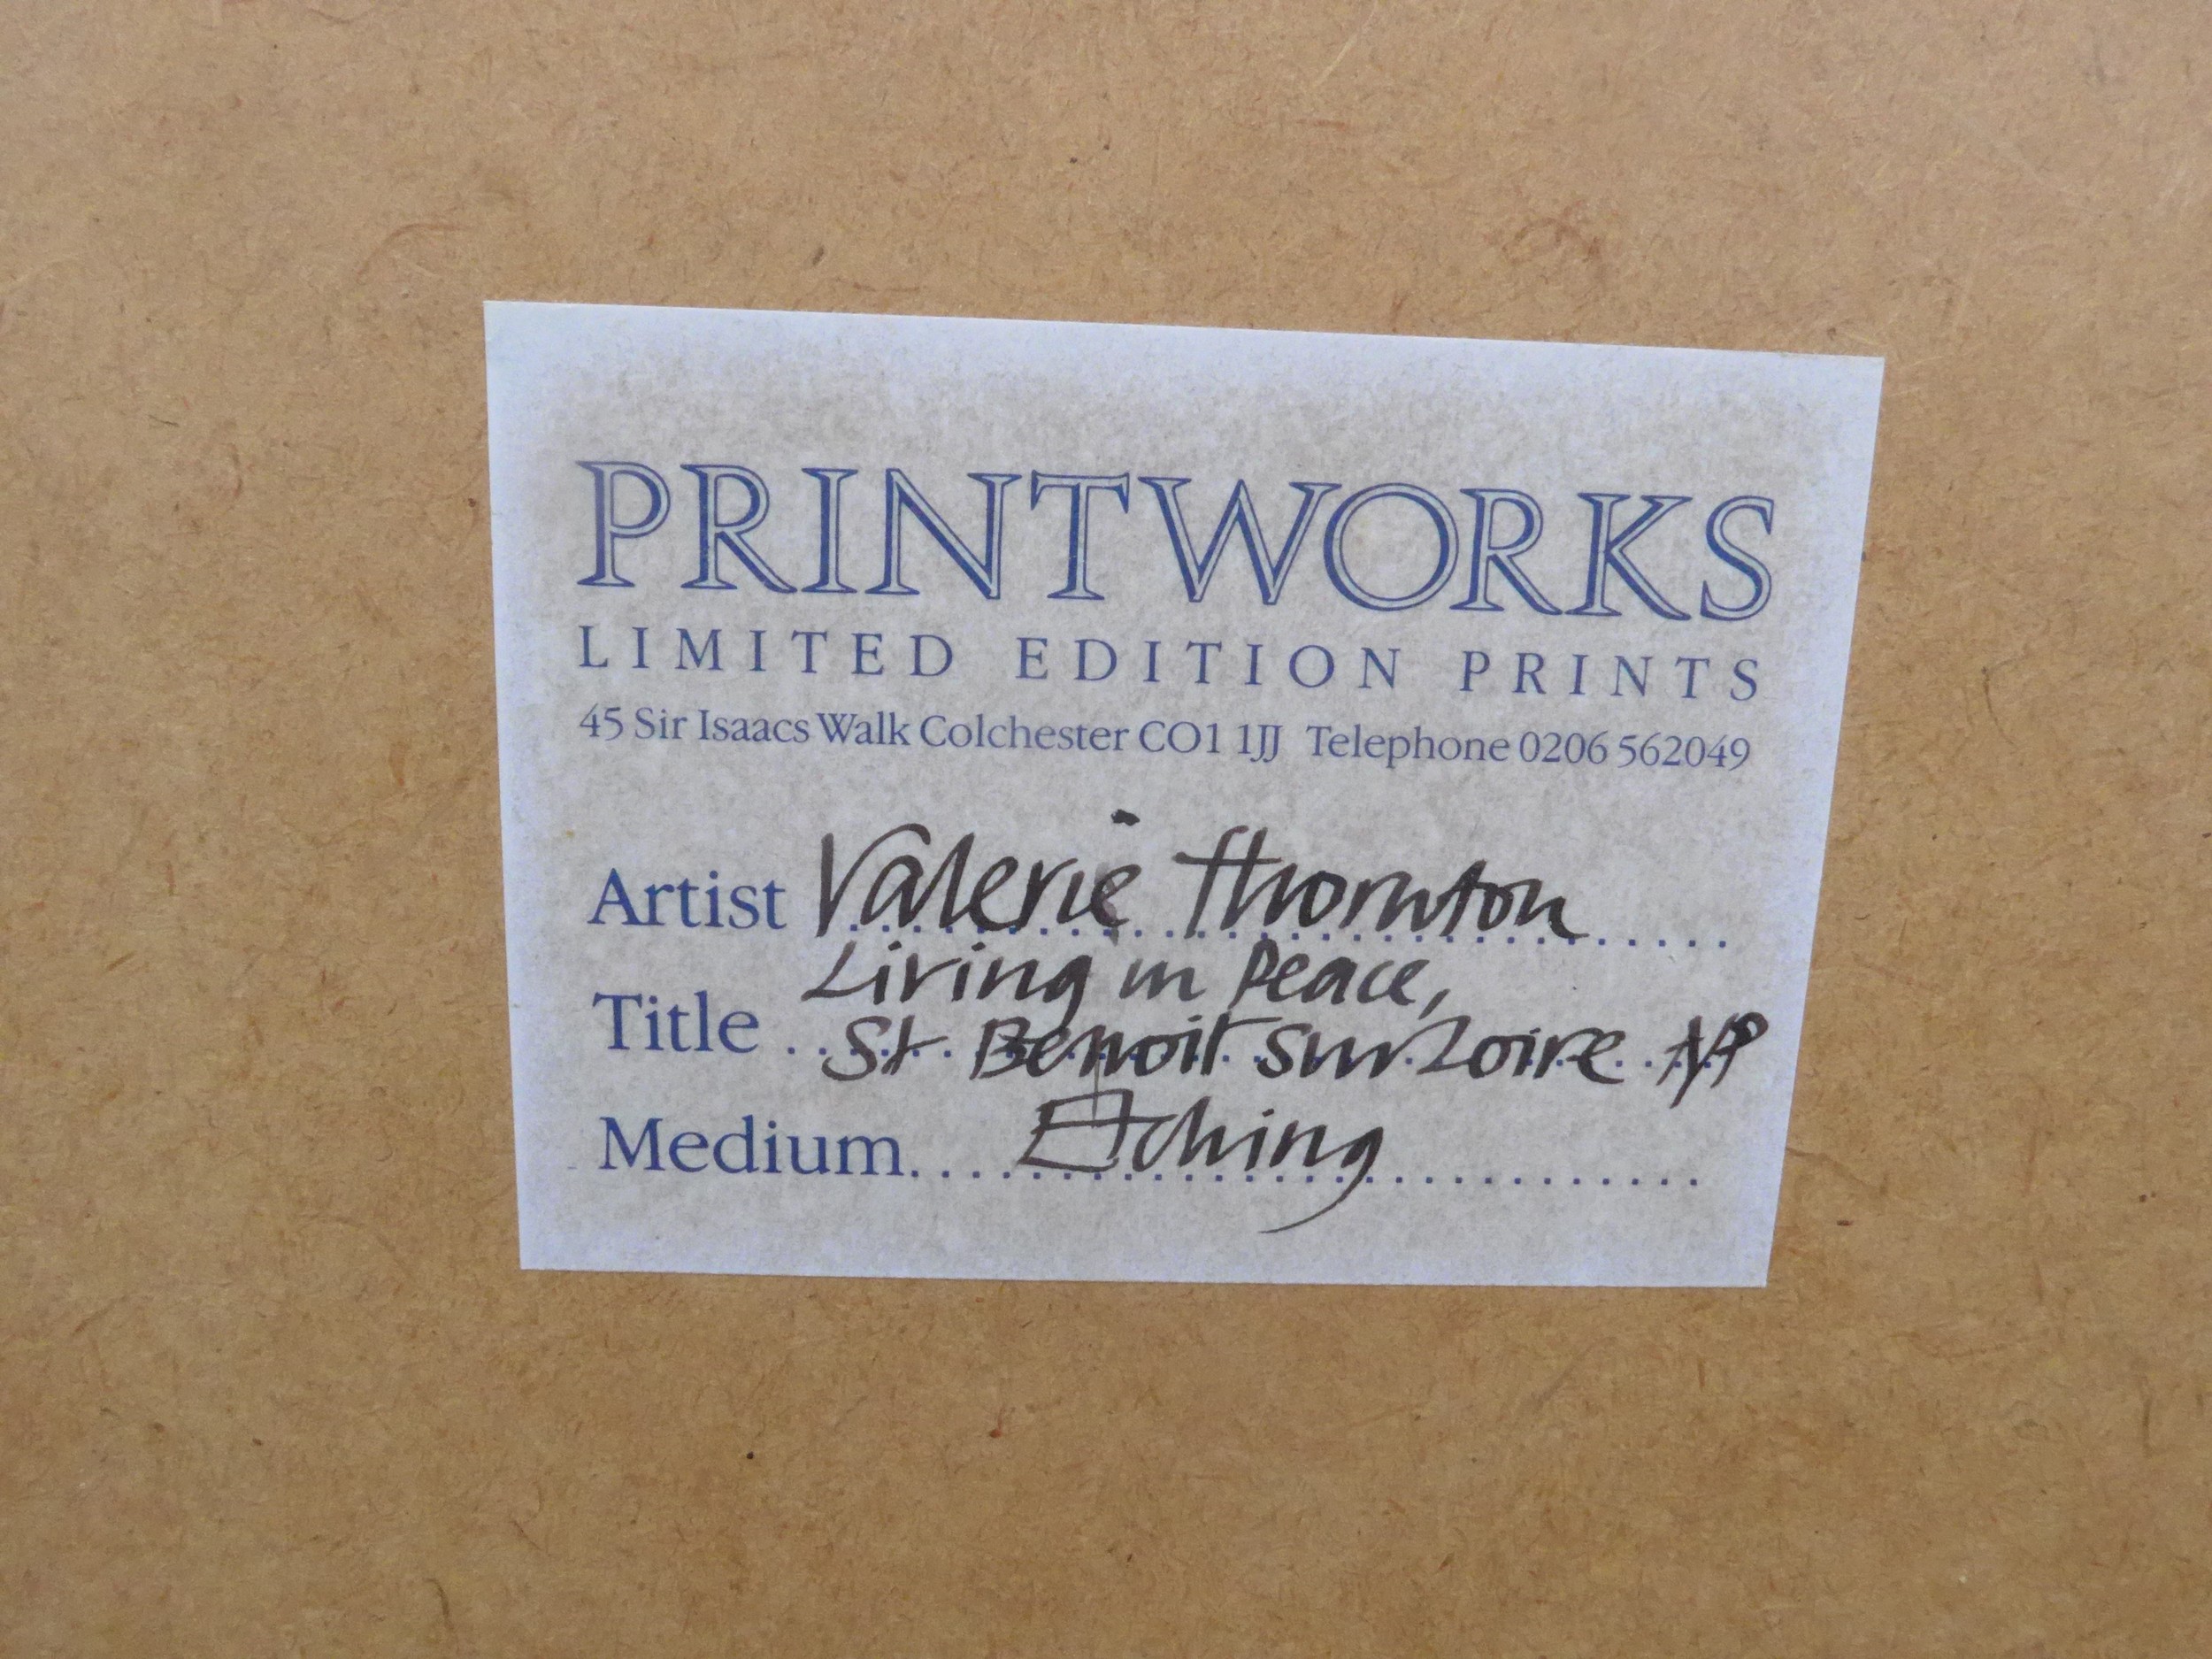 PRINTWORKS
LIMITED EDITION PRINTS
45 Sir Isaacs Walk Colchester CO1 1JJ Telephone 0206 562049
Artist Valerie Thornton
Living in Peace,
Title St Benoit sur Loire A/P
Medium Etching